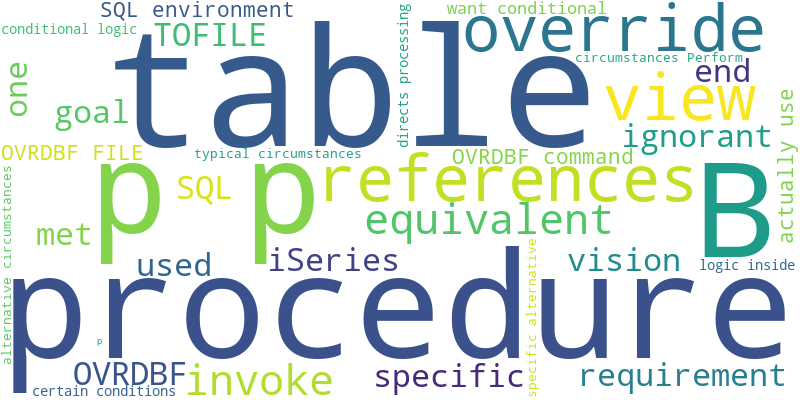 SQL environment
want conditional
conditional logic
TOFILE
override
table
directs processing
circumstances Perform
end
one
goal
view
actually use
ignorant
OVRDBF FILE
typical circumstances
OVRDBF command
p p
references
B
SQL
equivalent
alternative circumstances
met
used
iSeries
vision
logic inside
procedure
specific alternative
p
OVRDBF
invoke
specific
requirement
certain conditions